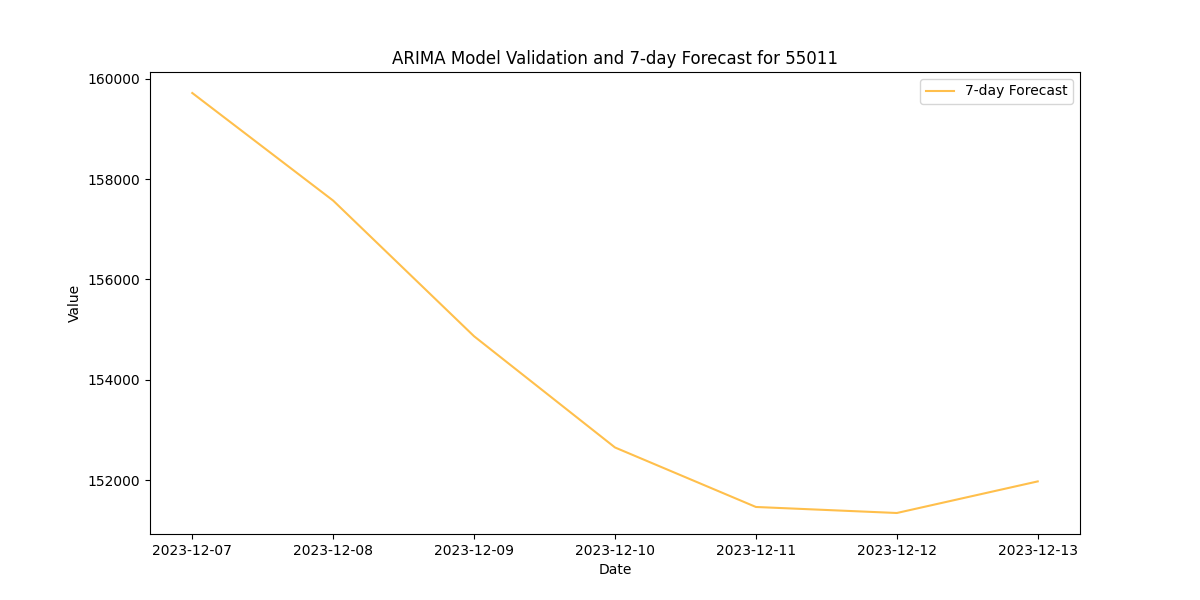 ARIMA Model Validation and 7-day Forecast for 55011
7-day Forecast
160000
158000
156000
154000
152000
Value
2023-12-07 2023-12-08 2023-12-09 2023-12-10 2023-12-11 2023-12-12 2023-12-13
Date